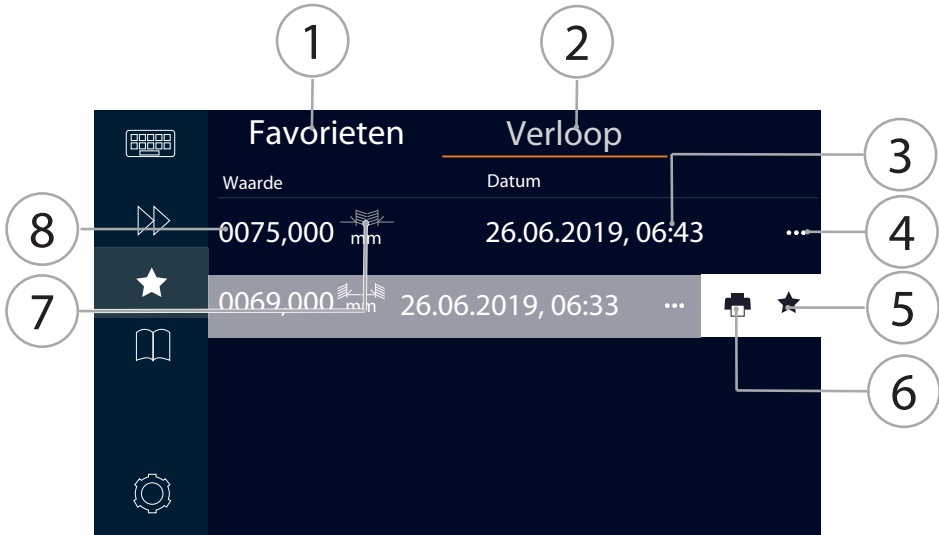 1 2
Favorieten Verloop
3
Waarde Datum
8 0075,000 mm 26.06.2019, 06:43 ... 4
7 0069,000 mm 26.06.2019, 06:33 ... 5
6